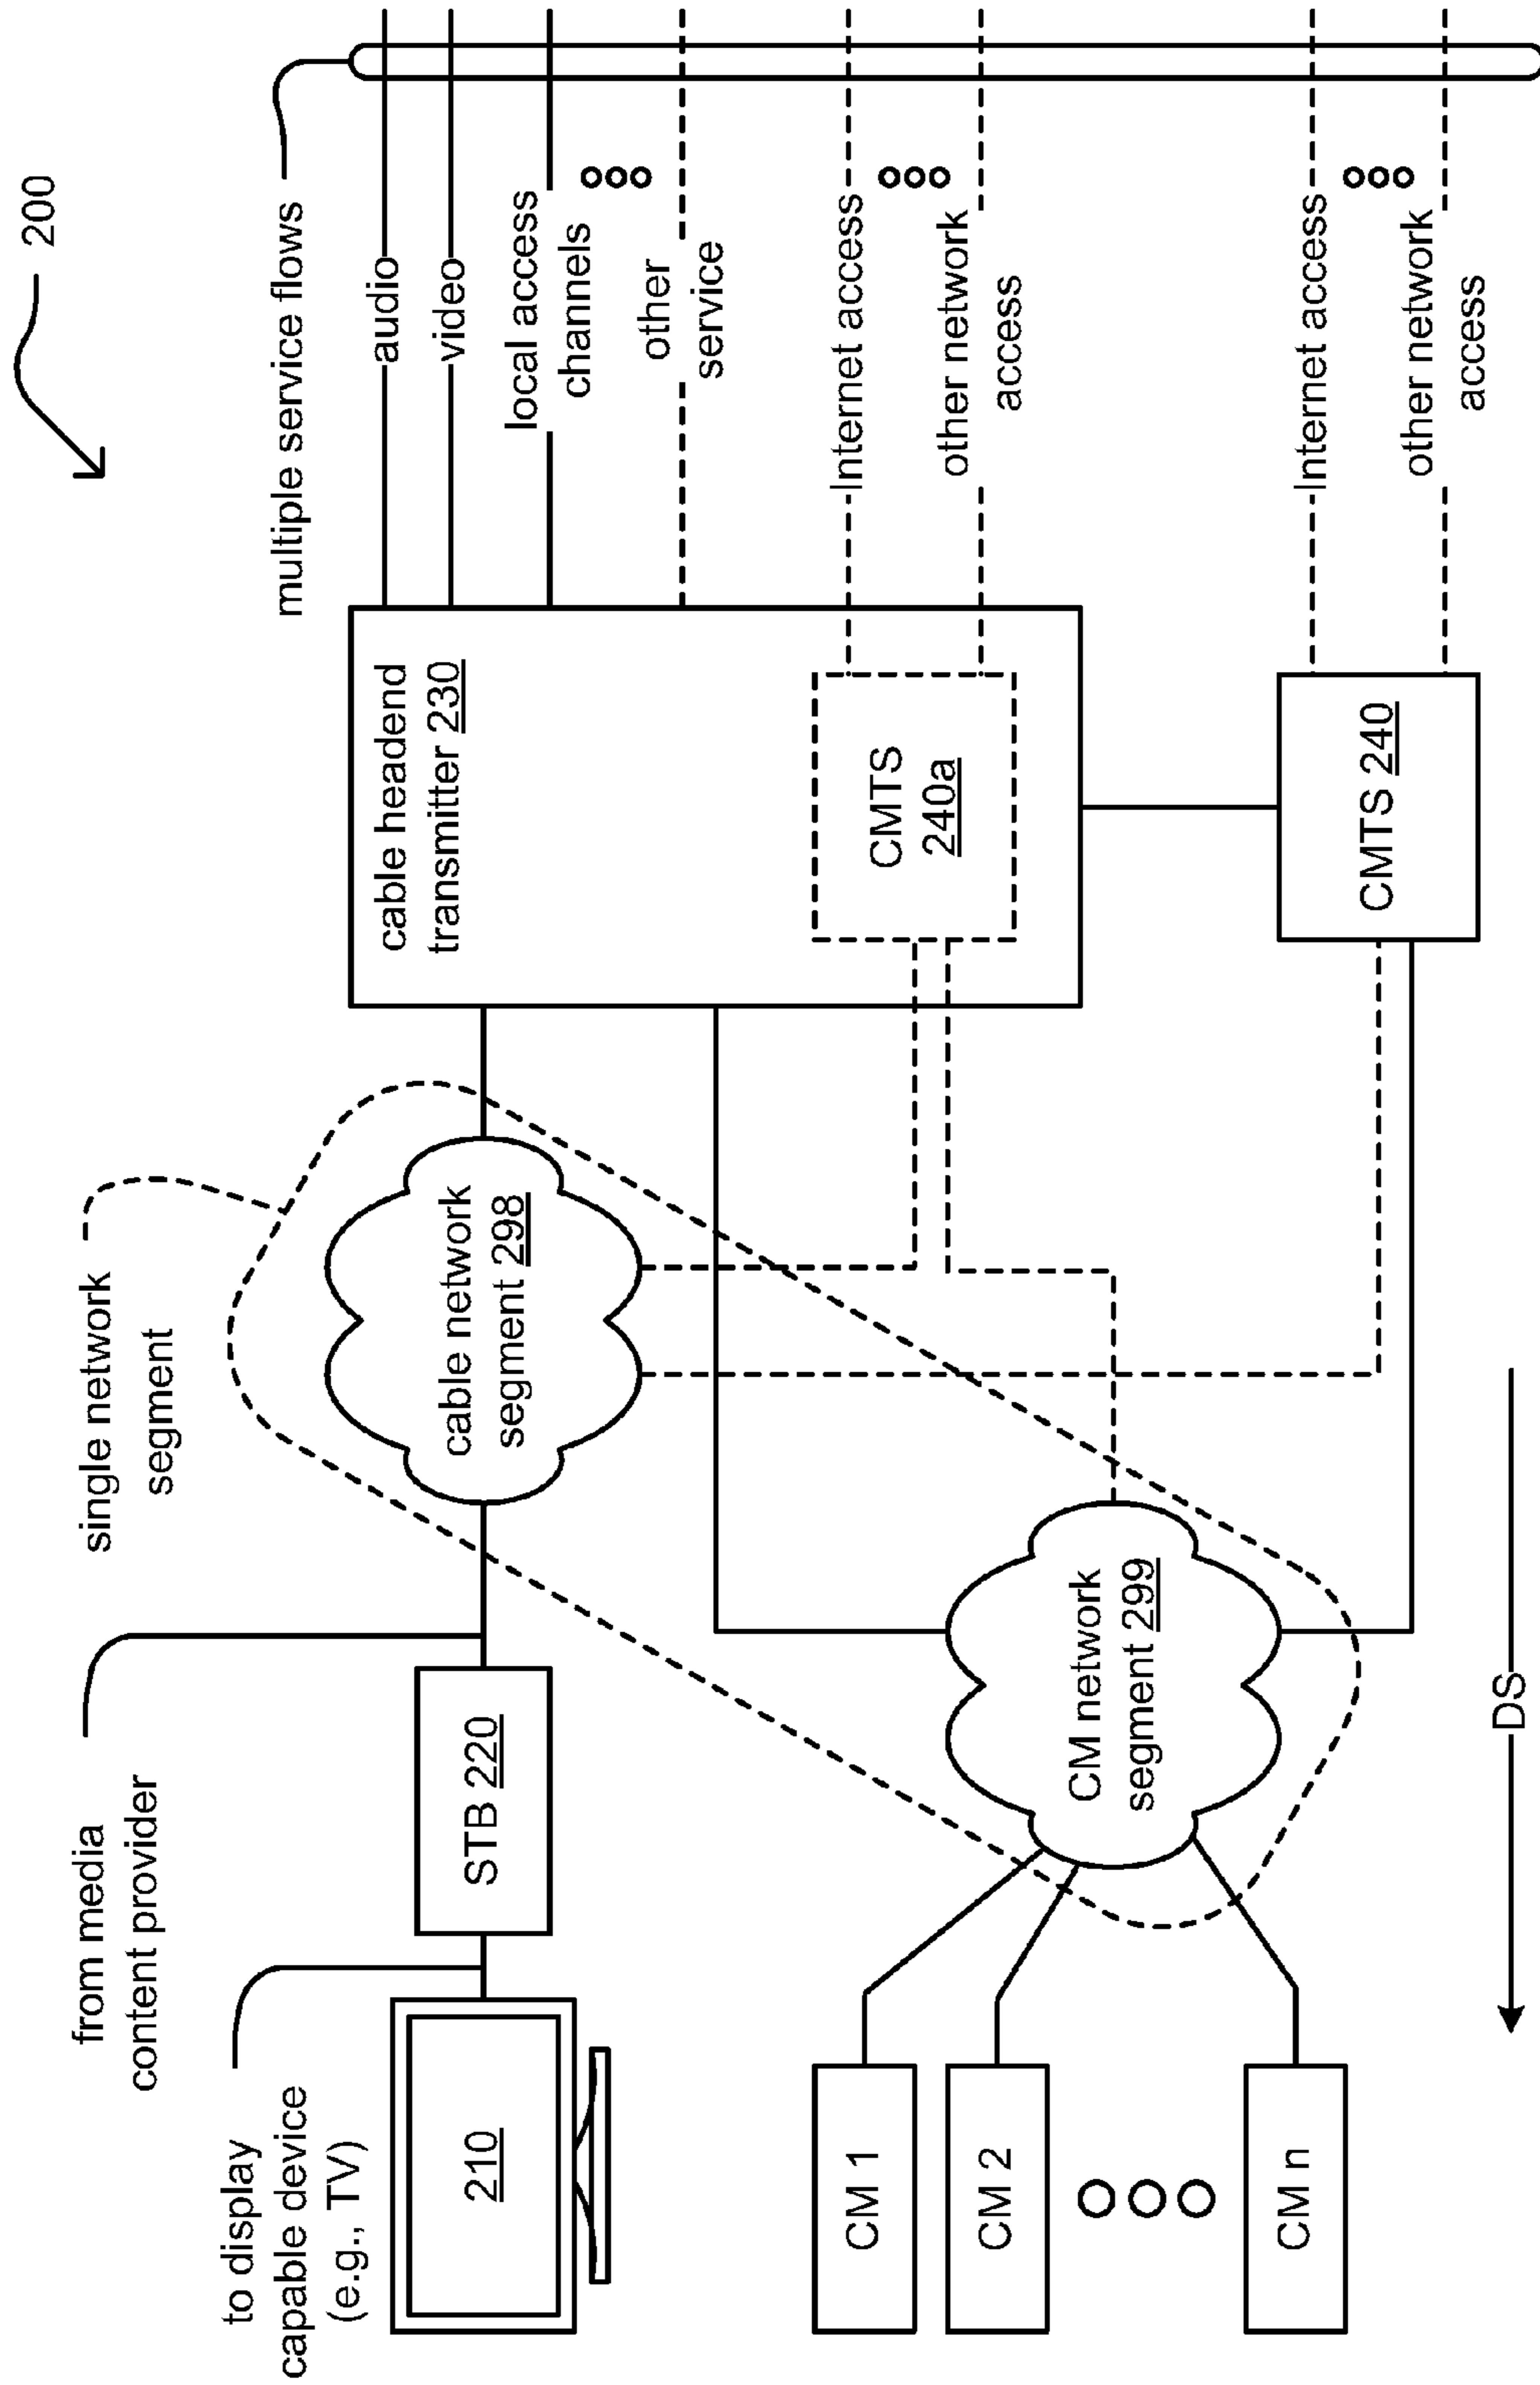 200
multiple service flows
audio
video
local access
channels
other
service
Internet access
other network
access
Internet access
other network
access
cable headend
transmitter 230
CMTS
240a
CMTS 240
single network
segment
cable network
segment 298
CM network
segment 299
from media
content provider
STB 220
to display
capable device
(e.g., TV)
210
CM 1
CM 2
CM n
DS